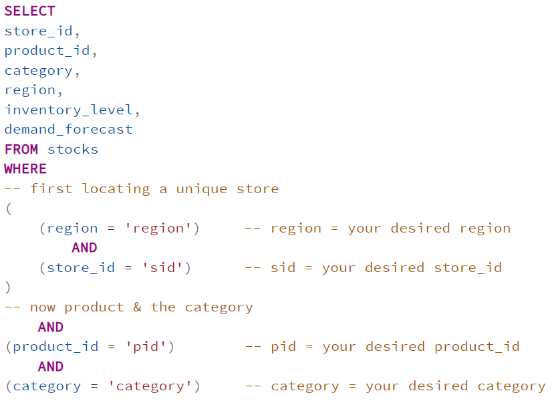 SELECT
store_id,
product_id,
category,
region,
inventory_level,
demand_forecast
FROM stocks
WHERE
-- first locating a unique store
(
    (region = 'region')     -- region = your desired region
        AND
    (store_id = 'sid')      -- sid = your desired store_id
)
-- now product & the category
    AND
(product_id = 'pid')        -- pid = your desired product_id
    AND
(category = 'category')     -- category = your desired category